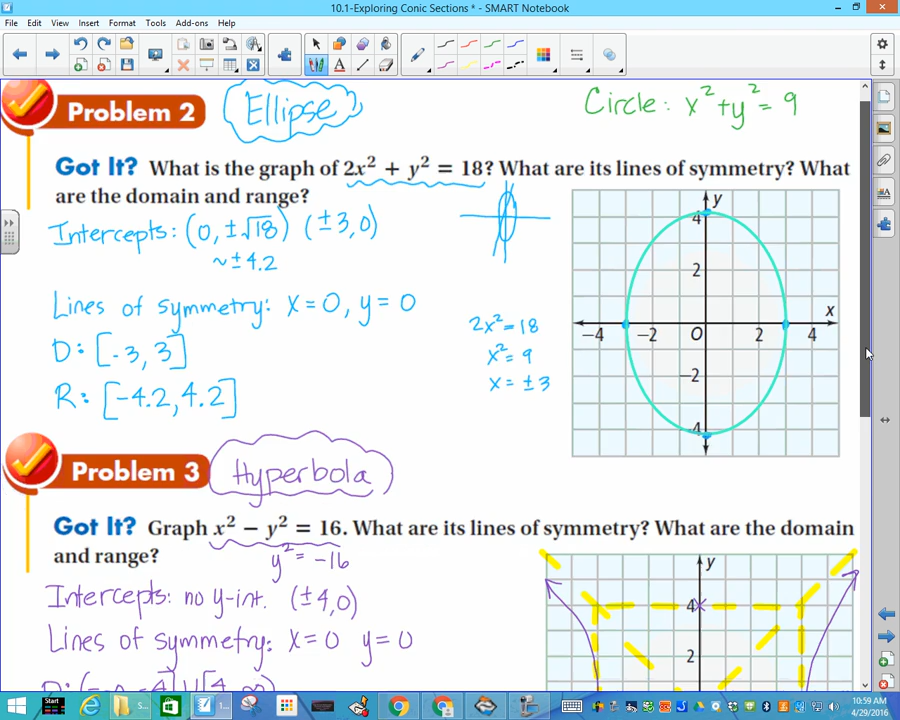 10.1-Exploring Conic Sections * - SMART Notebook
File Edit View Insert Format Tools Add-ons Help
Problem 2
Ellipse
Circle: x² + y² = 9
Got It? What is the graph of 2x² + y² = 18? What are its lines of symmetry? What
are the domain and range?
Intercepts: (0, ±√18) (±3, 0)
~±4.2
Lines of symmetry: x = 0, y = 0
D: [-3, 3]
R: [-4.2, 4.2]
2x² = 18
x² = 9
x = ±3
y
4
2
x
−4 −2 O 2 4
−2
−4
Problem 3
Hyperbola
Got It? Graph x² − y² = 16. What are its lines of symmetry? What are the domain
and range?
y² = -16
Intercepts: no y-int. (±4, 0)
Lines of symmetry: x = 0 y = 0
y
4
2
Start
10:59 AM
4/29/2016